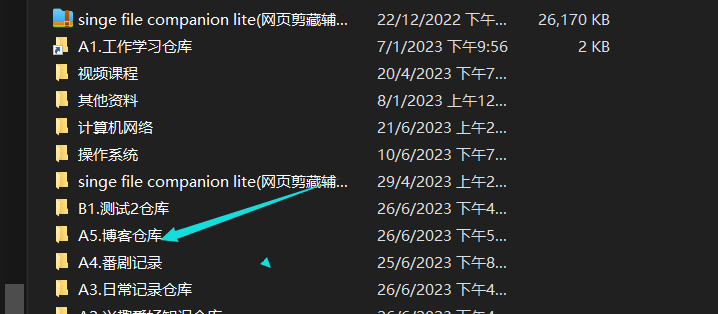 singe file companion lite(网页剪藏辅... 22/12/2022 下午... 26,170 KB
A1.工作学习仓库 7/1/2023 下午9:56 2 KB
视频课程 20/4/2023 下午7...
其他资料 8/1/2023 上午12...
计算机网络 21/6/2023 上午2...
操作系统 10/6/2023 下午7...
singe file companion lite(网页剪藏辅... 29/4/2023 上午2...
B1.测试2仓库 26/6/2023 下午4...
A5.博客仓库 26/6/2023 下午5...
A4.番剧记录 25/6/2023 下午8...
A3.日常记录仓库 26/6/2023 下午4...